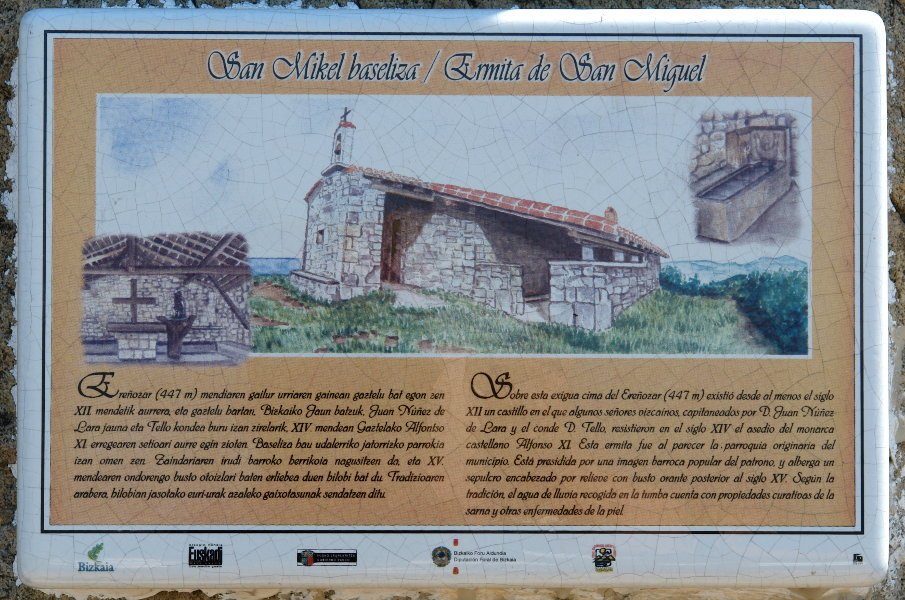 San Mikel baseliza / Ermita de San Miguel
Ereñozar (447 m) mendiaren gailur urriaren gainean gaztelu bat egon zen
XII mendetik aurrera, eta gaztelu hartan, Bizkaiko Jaun batzuk, Juan Núñez de
Lara jauna eta Tello kondea buru izan zirelarik, XIV mendean Gaztelako Alfontso
XI erregearen setioari aurre egin zioten. Baseliza hau udalerriko jatorrizko parrokia
izan omen zen. Zaindariaren irudi barroko herrikoia nagusitzen da, eta XV.
mendearen ondorengo busto otoizlari baten erliebea duen hilobi bat du. Tradizioaren
arabera, hilobian jasotako euri-urak azaleko gaixotasunak sendatzen ditu.
Sobre esta exigua cima del Ereñozar (447 m) existió desde al menos el siglo
XII un castillo en el que algunos señores vizcainos, capitaneados por D. Juan Núñez
de Lara y el conde D. Tello, resistieron en el siglo XIV el asedio del monarca
castellano Alfonso XI. Esta ermita fue al parecer la parroquia originaria del
municipio. Está presidida por una imagen barroca popular del patrono, y alberga un
sepulcro encabezado por relieve con busto orante posterior al siglo XV. Según la
tradición, el agua de lluvia recogida en la tumba cuenta con propiedades curativas de la
sarna y otras enfermedades de la piel.
Bizkaia
Euskadi
Bizkaiko Foru Aldundia
Diputación Foral de Bizkaia